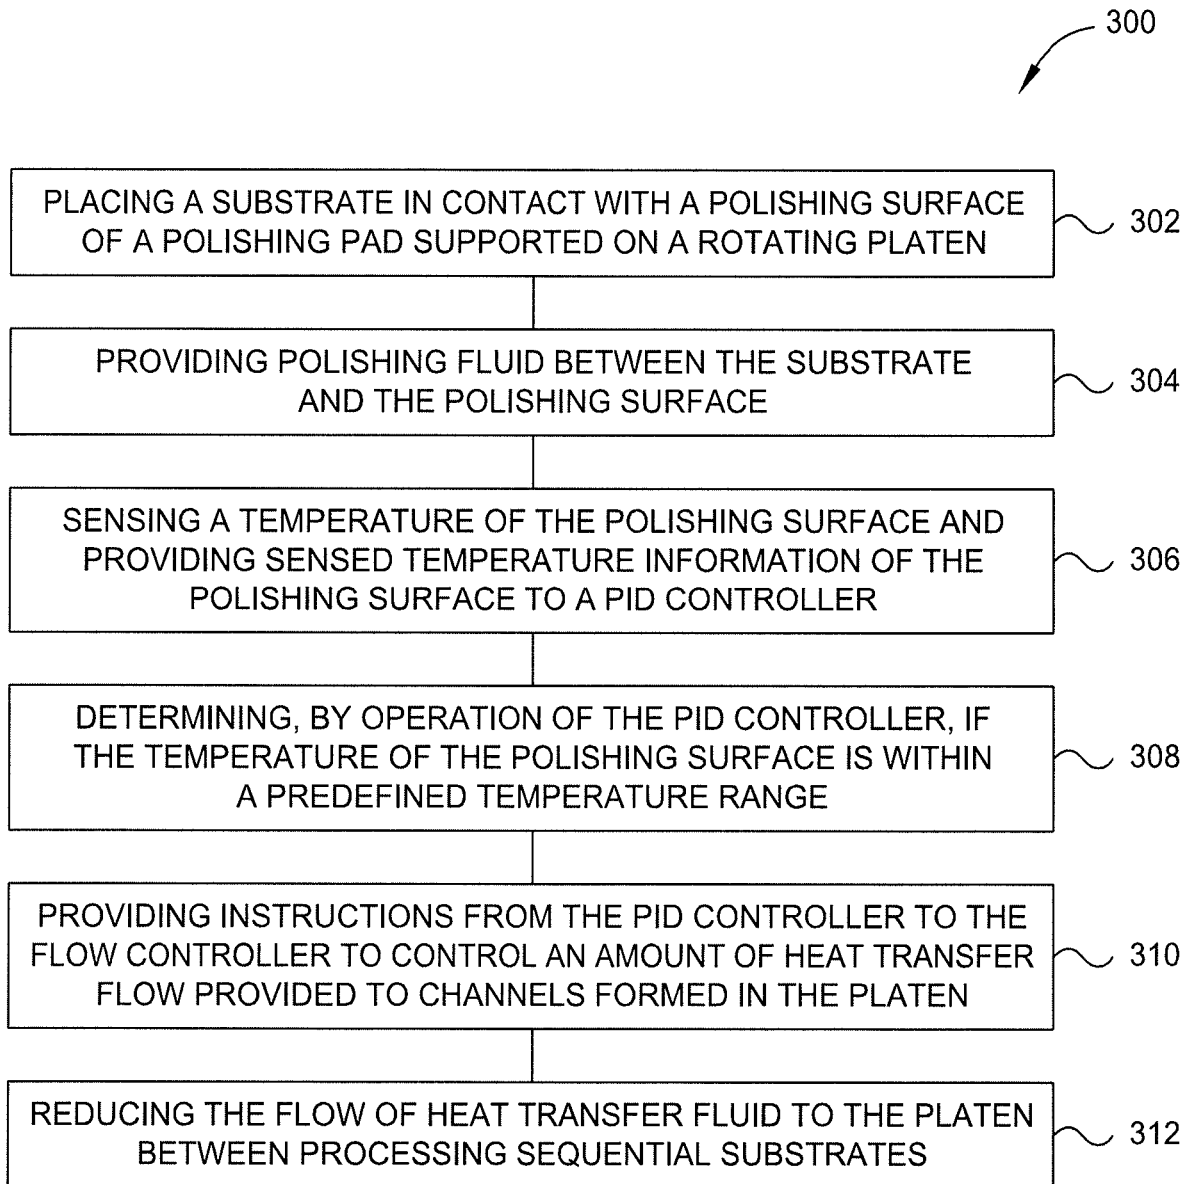 300
PLACING A SUBSTRATE IN CONTACT WITH A POLISHING SURFACE
OF A POLISHING PAD SUPPORTED ON A ROTATING PLATEN
302
PROVIDING POLISHING FLUID BETWEEN THE SUBSTRATE
AND THE POLISHING SURFACE
304
SENSING A TEMPERATURE OF THE POLISHING SURFACE AND
PROVIDING SENSED TEMPERATURE INFORMATION OF THE
POLISHING SURFACE TO A PID CONTROLLER
306
DETERMINING, BY OPERATION OF THE PID CONTROLLER, IF
THE TEMPERATURE OF THE POLISHING SURFACE IS WITHIN
A PREDEFINED TEMPERATURE RANGE
308
PROVIDING INSTRUCTIONS FROM THE PID CONTROLLER TO THE
FLOW CONTROLLER TO CONTROL AN AMOUNT OF HEAT TRANSFER
FLOW PROVIDED TO CHANNELS FORMED IN THE PLATEN
310
REDUCING THE FLOW OF HEAT TRANSFER FLUID TO THE PLATEN
BETWEEN PROCESSING SEQUENTIAL SUBSTRATES
312